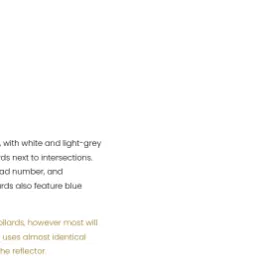 , with white and light-grey
ds next to intersections.
ad number, and
rds also feature blue
ollards, however most will
uses almost identical
he reflector.